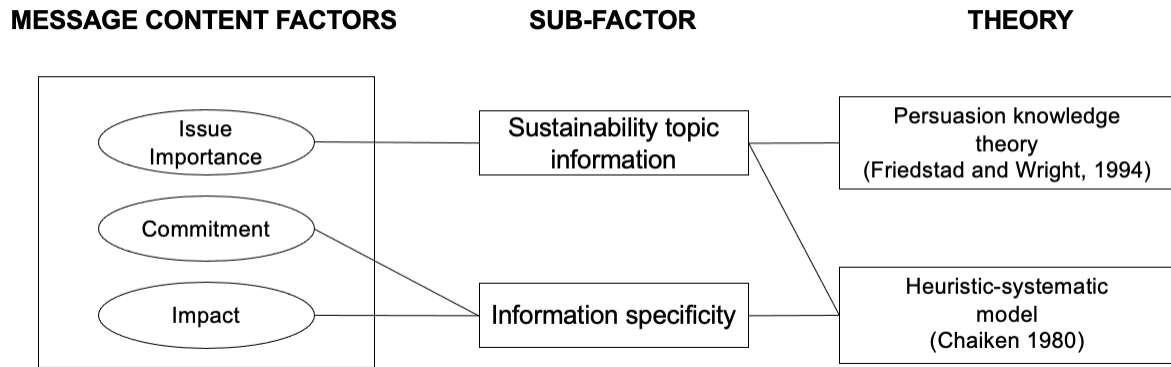 MESSAGE CONTENT FACTORS
SUB-FACTOR
THEORY
Issue
Importance
Sustainability topic
information
Persuasion knowledge
theory
(Friedstad and Wright, 1994)
Commitment
Impact
Information specificity
Heuristic-systematic
model
(Chaiken 1980)